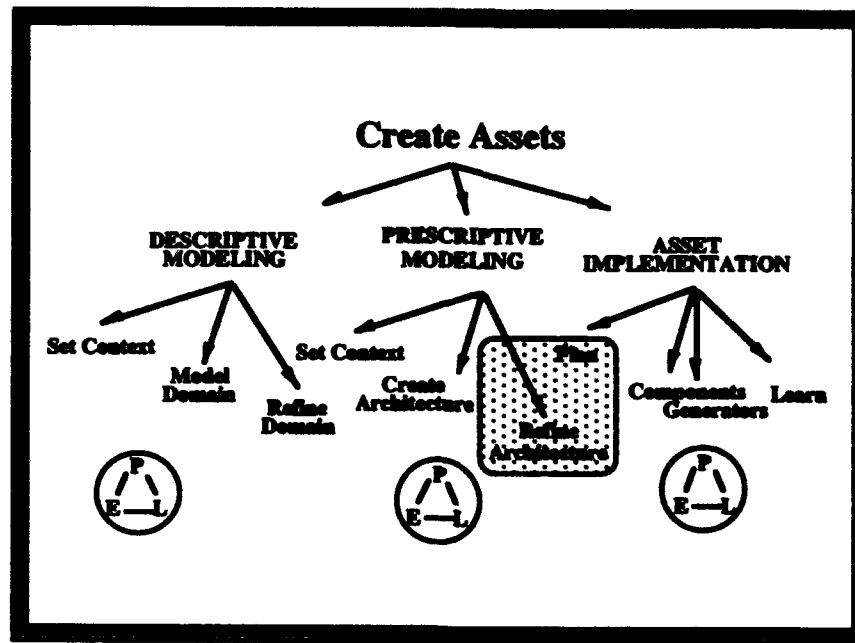 Create Assets
DESCRIPTIVE
MODELING
PRESCRIPTIVE
MODELING
ASSET
IMPLEMENTATION
Set Context
Model
Domain
Refine
Domain
Set Context
Create
Architecture
Plan
Refine
Architecture
Components
Generators
Learn
P
E L
P
E L
P
E L